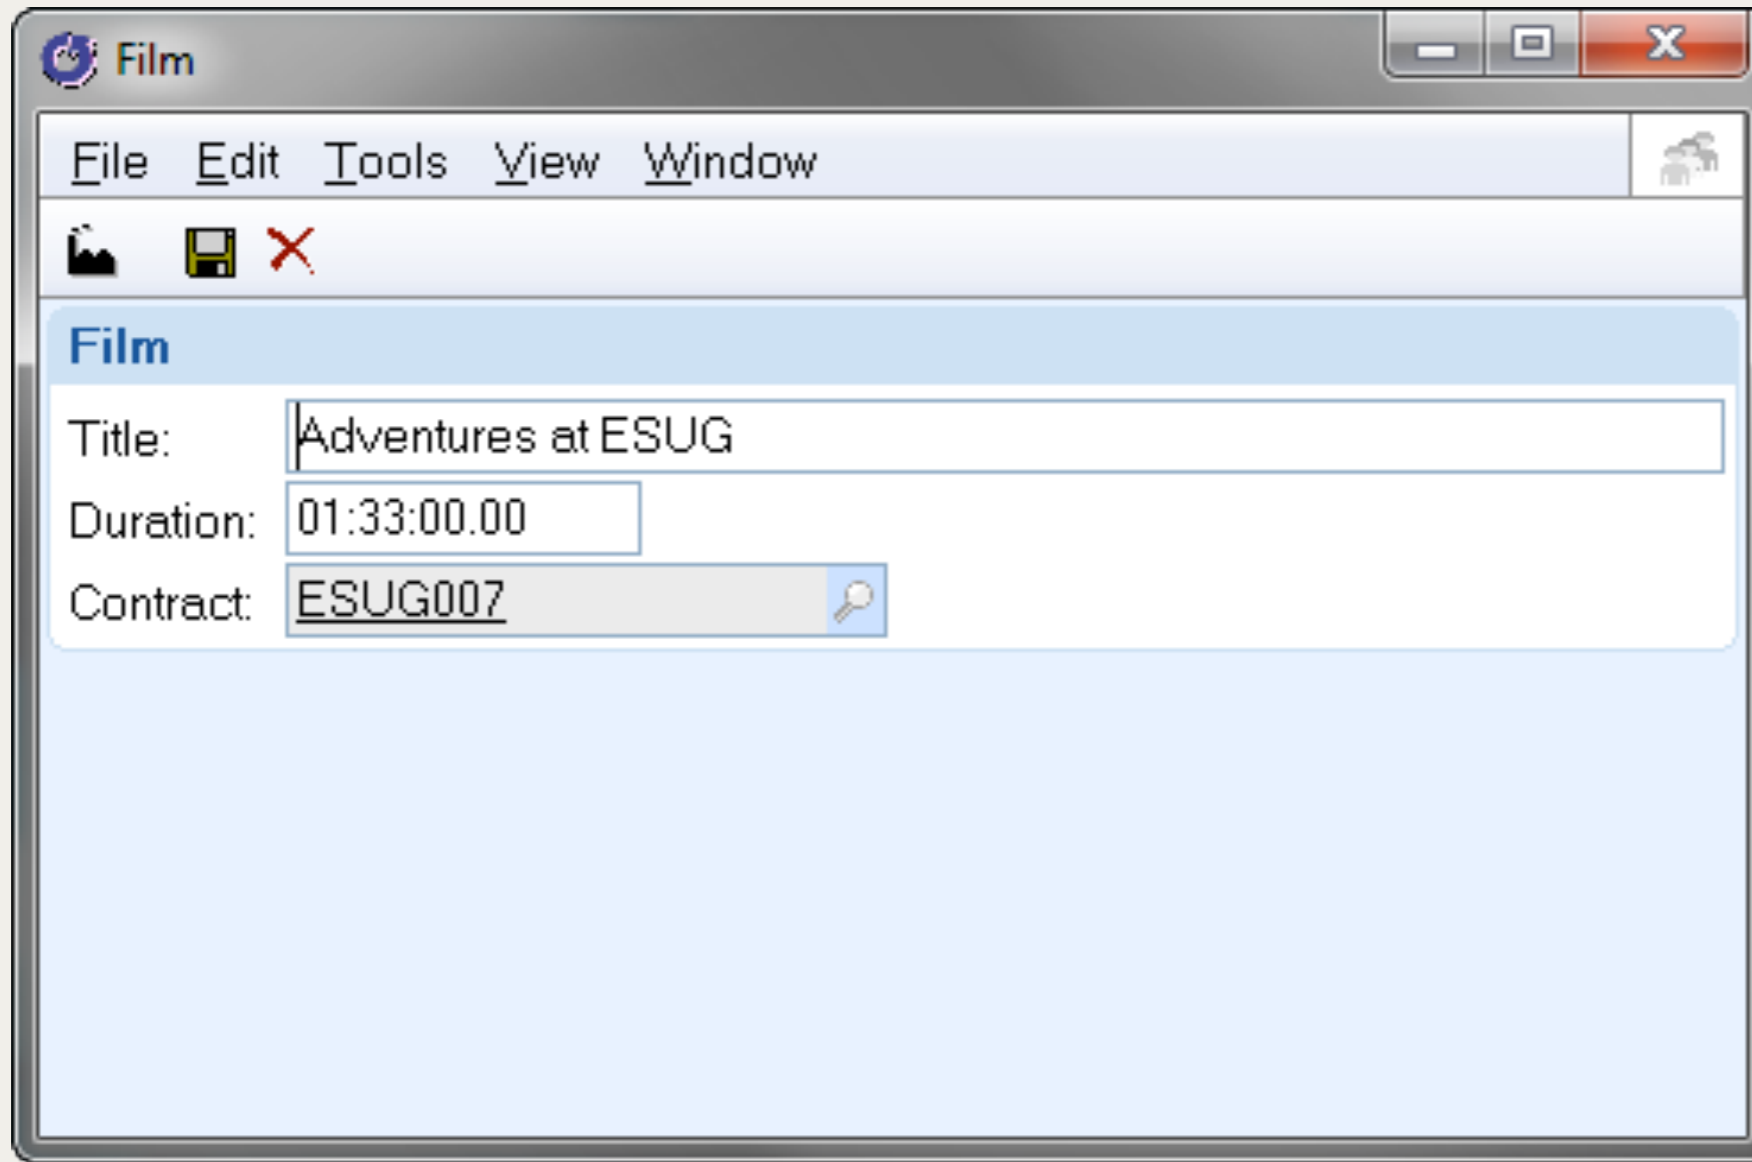 Film
File Edit Tools View Window
Film
Title: Adventures at ESUG
Duration: 01:33:00.00
Contract: ESUG007